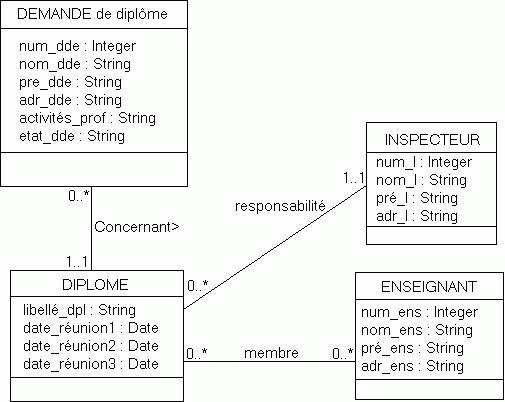 DEMANDE de diplôme
num_dde : Integer
nom_dde : String
pre_dde : String
adr_dde : String
activités_prof : String
etat_dde : String
0..*
Concernant>
1..1
INSPECTEUR
num_I : Integer
nom_I : String
pré_I : String
adr_I : String
1..1
responsabilité
0..*
DIPLOME
libellé_dpl : String
date_réunion1 : Date
date_réunion2 : Date
date_réunion3 : Date
0..*
membre
0..*
ENSEIGNANT
num_ens : Integer
nom_ens : String
pré_ens : String
adr_ens : String